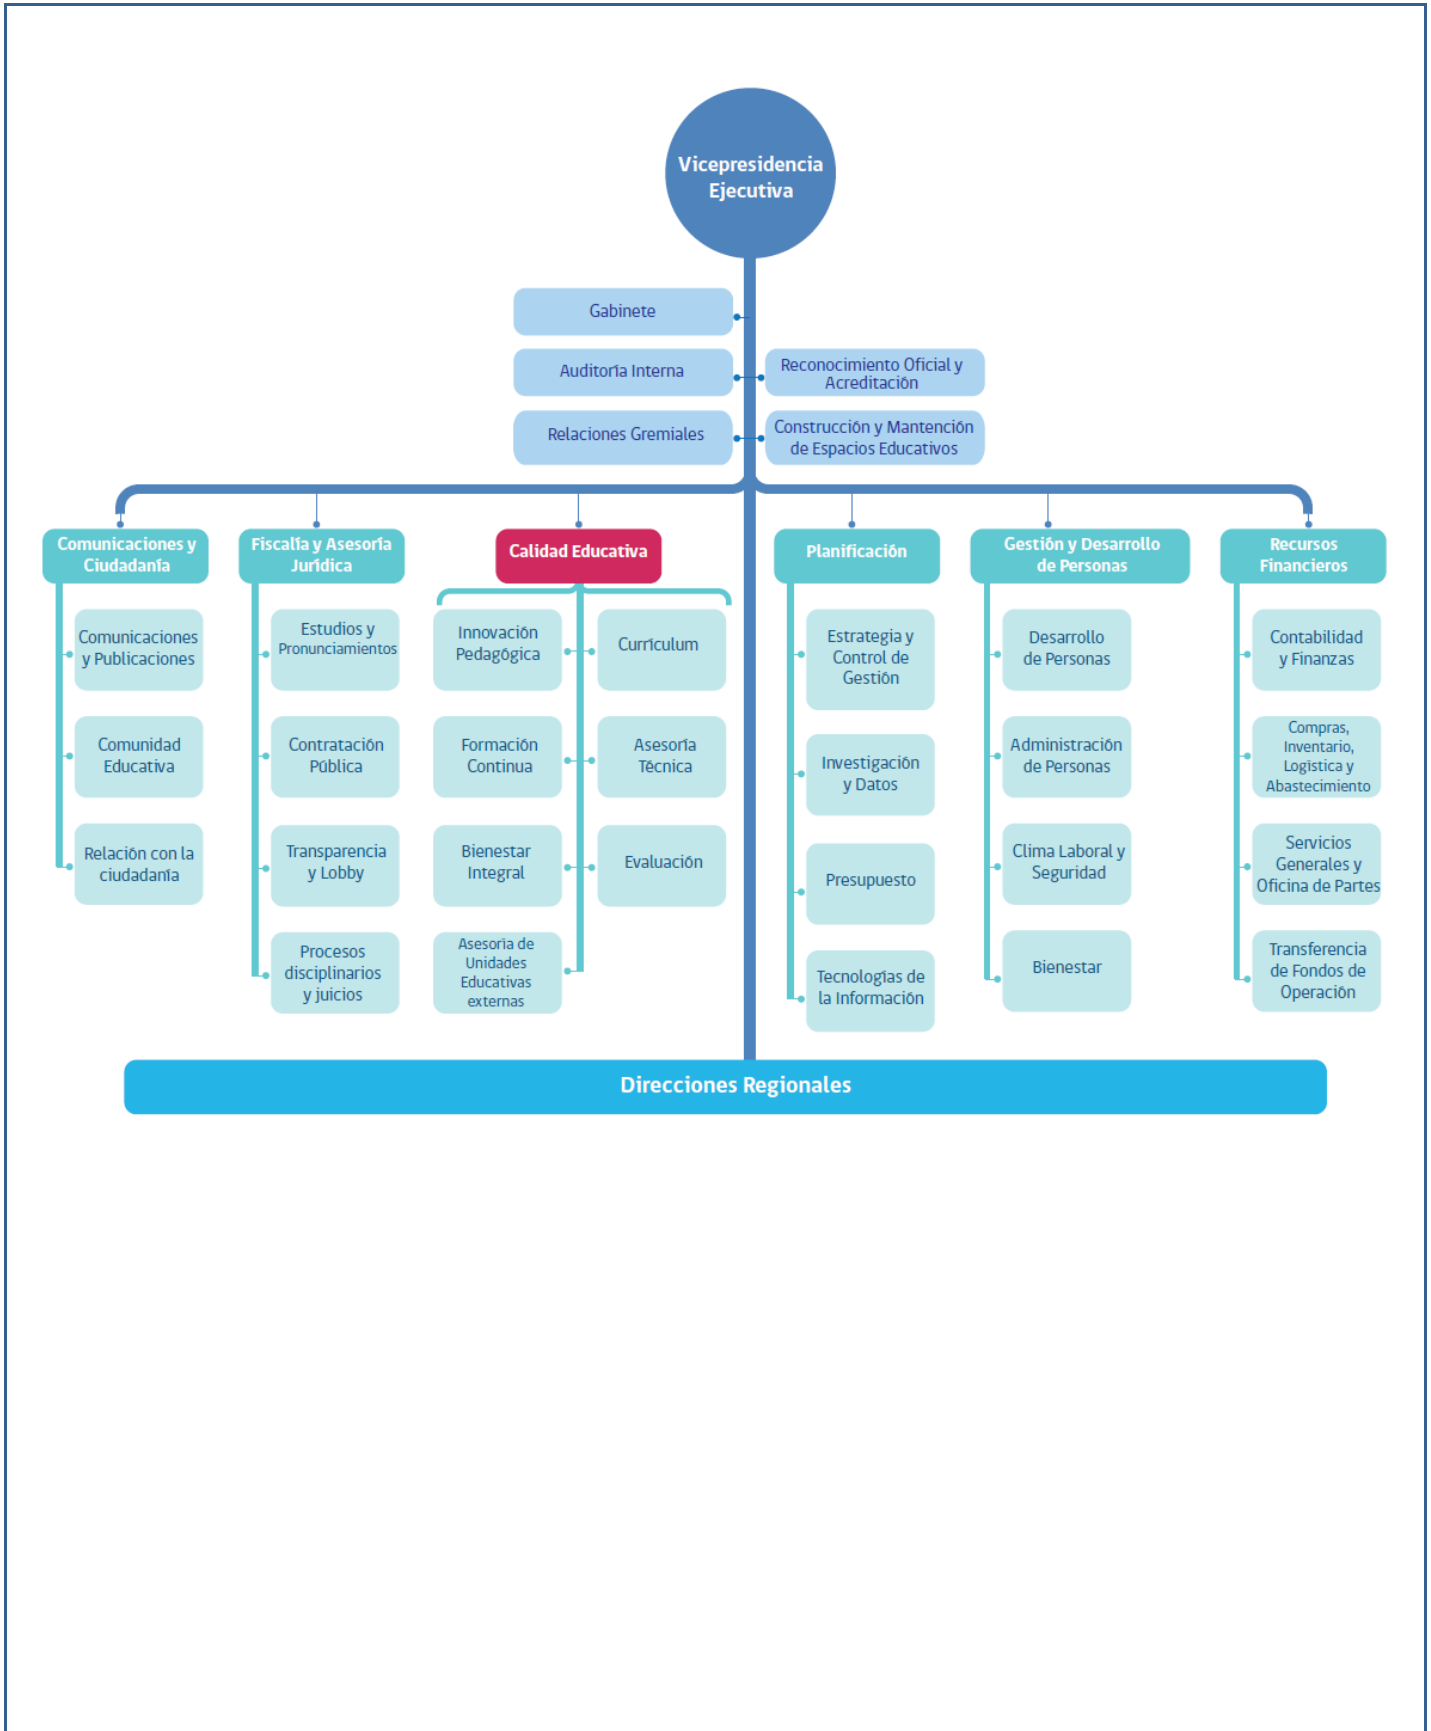 Vicepresidencia
Ejecutiva
Gabinete
Auditoría Interna
Reconocimiento Oficial y
Acreditación
Relaciones Gremiales
Construcción y Mantención
de Espacios Educativos
Comunicaciones y
Ciudadanía
Comunicaciones
y Publicaciones
Comunidad
Educativa
Relación con la
ciudadanía
Fiscalía y Asesoría
Jurídica
Estudios y
Pronunciamientos
Contratación
Pública
Transparencia
y Lobby
Procesos
disciplinarios
y juicios
Calidad Educativa
Innovación
Pedagógica
Formación
Continua
Bienestar
Integral
Asesoría de
Unidades
Educativas
externas
Currículum
Asesoría
Técnica
Evaluación
Planificación
Estrategia y
Control de
Gestión
Investigación
y Datos
Presupuesto
Tecnologías de
la Información
Gestión y Desarrollo
de Personas
Desarrollo
de Personas
Administración
de Personas
Clima Laboral y
Seguridad
Bienestar
Recursos
Financieros
Contabilidad
y Finanzas
Compras,
Inventario,
Logística y
Abastecimiento
Servicios
Generales y
Oficina de Partes
Transferencia
de Fondos de
Operación
Direcciones Regionales